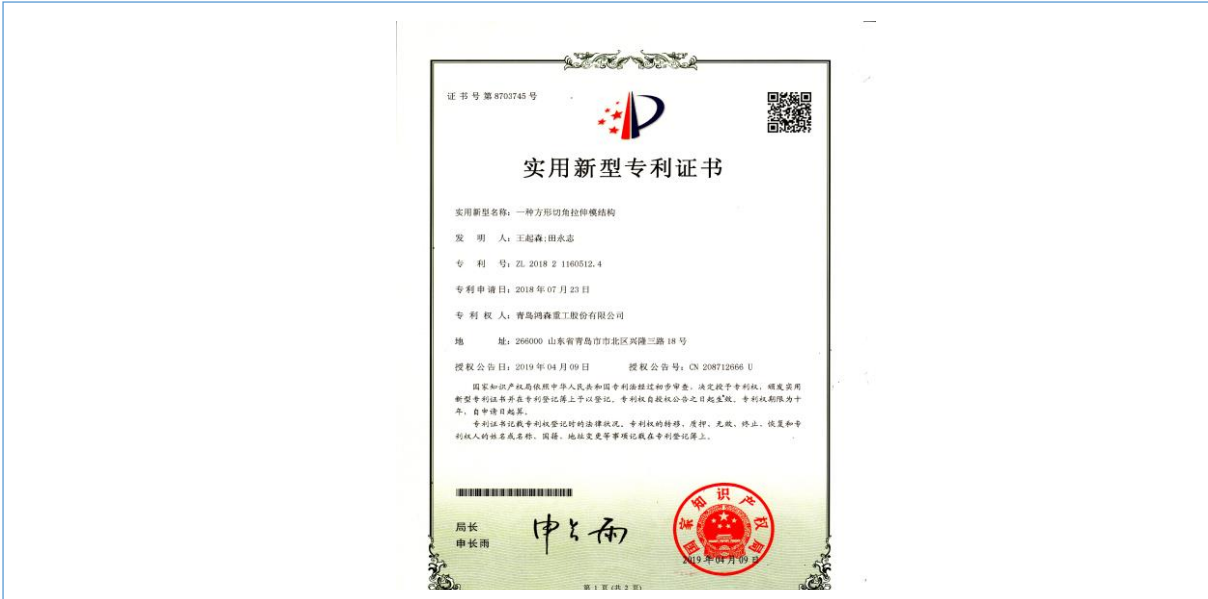 证书号第8703745号
实用新型专利证书
实用新型名称：一种方形切角拉伸模结构
发明人：王起森;田永志
专利号：ZL 2018 2 1160512.4
专利申请日：2018年07月23日
专利权人：青岛鸿森重工股份有限公司
地址：266000 山东省青岛市市北区兴隆三路18号
授权公告日：2019年04月09日 授权公告号：CN 208712666 U
国家知识产权局依照中华人民共和国专利法经过初步审查，决定授予专利权，颁发实用
新型专利证书并在专利登记簿上予以登记。专利权自授权公告之日起生效。专利权期限为十
年，自申请日起算。
专利证书记载专利权登记时的法律状况。专利权的转移、质押、无效、终止、恢复和专
利权人的姓名或名称、国籍、地址变更等事项记载在专利登记簿上。
局长
申长雨
申长雨
国家知识产权局
2019年04月09日
第1页(共2页)